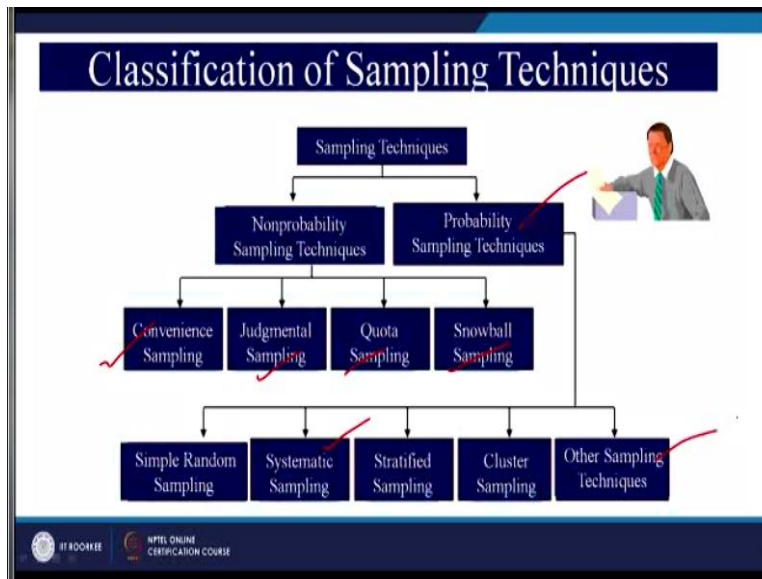 Classification of Sampling Techniques
Sampling Techniques
Nonprobability
Sampling Techniques
Probability
Sampling Techniques
Convenience
Sampling
Judgmental
Sampling
Quota
Sampling
Snowball
Sampling
Simple Random
Sampling
Systematic
Sampling
Stratified
Sampling
Cluster
Sampling
Other Sampling
Techniques
IIT ROORKEE
NPTEL ONLINE
CERTIFICATION COURSE